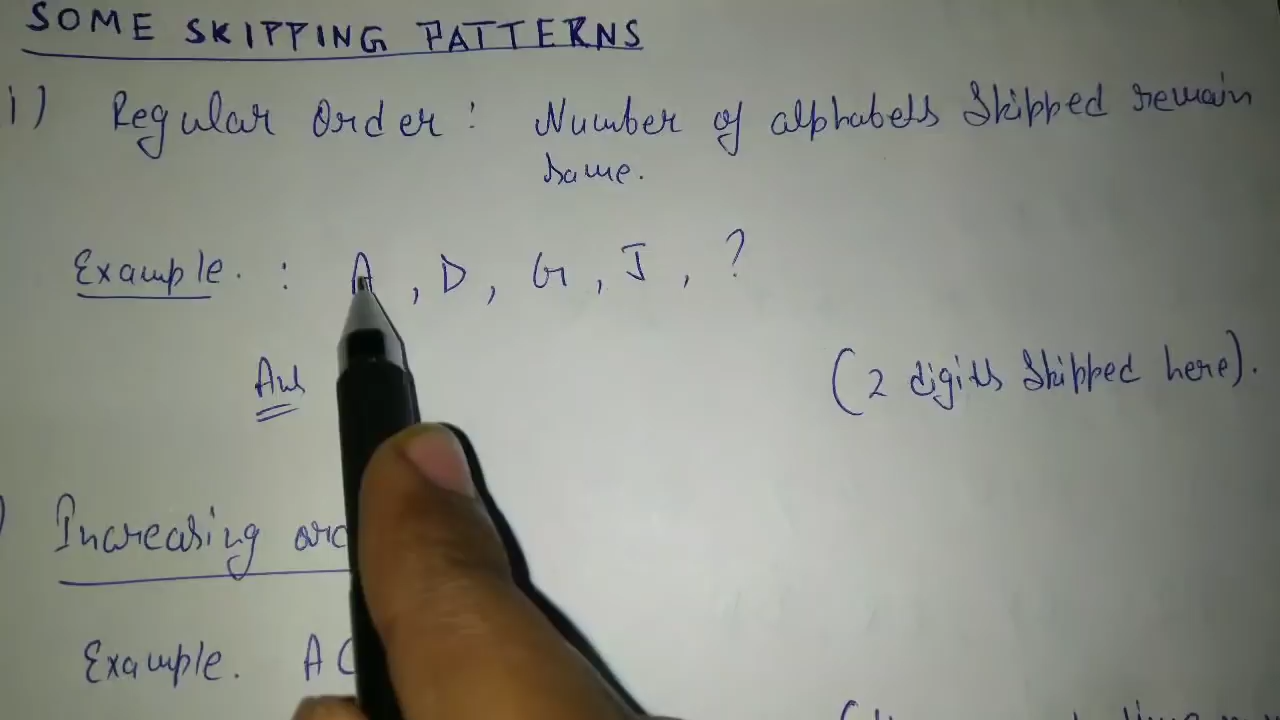 SOME SKIPPING PATTERNS
i) Regular Order : Number of alphabets skipped remain
same.
Example. : A , D , G , J , ?
Ans
(2 digits skipped here).
Increasing
Example. A C